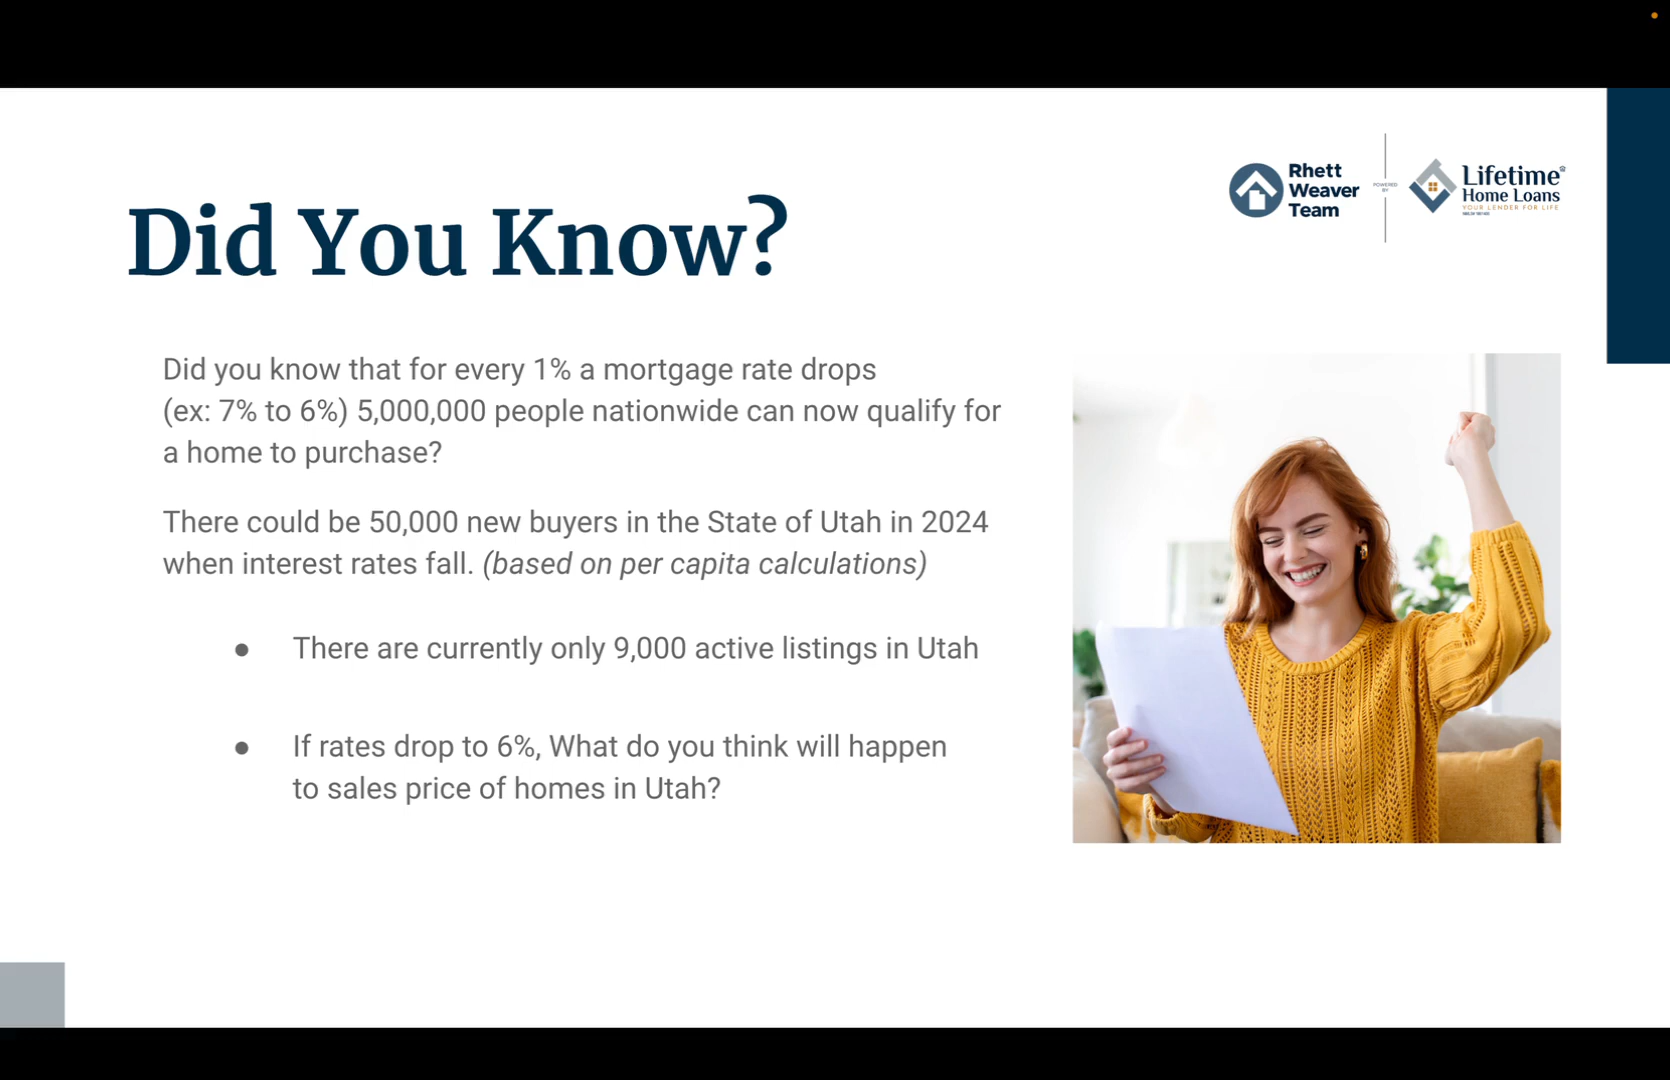 Rhett
Weaver
Team
POWERED
BY
Lifetime
Home Loans
YOUR LENDER FOR LIFE
Did You Know?
Did you know that for every 1% a mortgage rate drops
(ex: 7% to 6%) 5,000,000 people nationwide can now qualify for
a home to purchase?
There could be 50,000 new buyers in the State of Utah in 2024
when interest rates fall. (based on per capita calculations)
● There are currently only 9,000 active listings in Utah
● If rates drop to 6%, What do you think will happen
to sales price of homes in Utah?